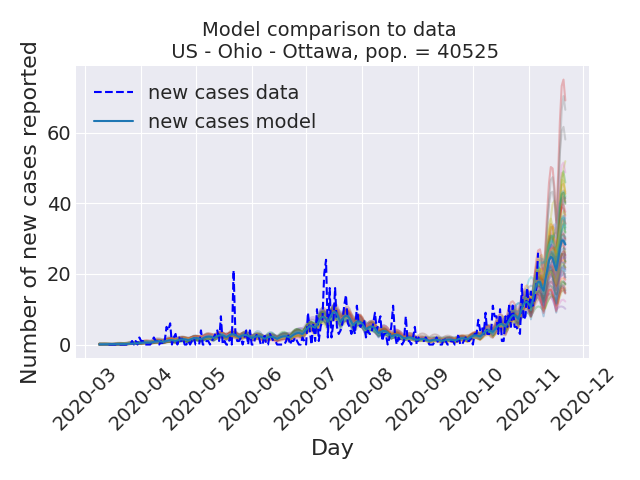 Model comparison to data
US - Ohio - Ottawa, pop. = 40525
Number of new cases reported
60
40
20
0
new cases data
new cases model
2020-03
2020-04
2020-05
2020-06
2020-07
2020-08
2020-09
2020-10
2020-11
2020-12
Day